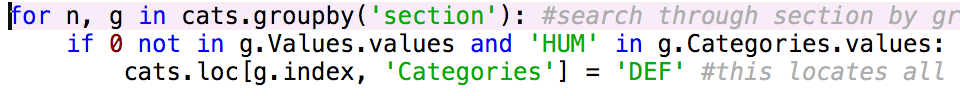 for n, g in cats.groupby('section'): #search through section by gr
    if 0 not in g.Values.values and 'HUM' in g.Categories.values:
        cats.loc[g.index, 'Categories'] = 'DEF' #this locates all